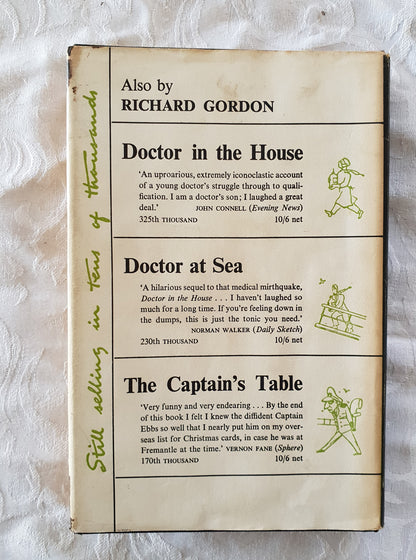 Still selling in tens of thousands
Also by
RICHARD GORDON
Doctor in the House
'An uproarious, extremely iconoclastic account
of a young doctor's struggle through to quali-
fication. I am a doctor's son; I laughed a great
deal.' JOHN CONNELL (Evening News)
325th THOUSAND 10/6 net
Doctor at Sea
'A hilarious sequel to that medical mirthquake,
Doctor in the House . . . I haven't laughed so
much for a long time. If you're feeling down in
the dumps, this is just the tonic you need.'
NORMAN WALKER (Daily Sketch)
230th THOUSAND 10/6 net
The Captain's Table
'Very funny and very endearing . . . By the end
of this book I felt I knew the diffident Captain
Ebbs so well that I nearly put him on my over-
seas list for Christmas cards, in case he was at
Fremantle at the time.' VERNON FANE (Sphere)
170th THOUSAND 10/6 net